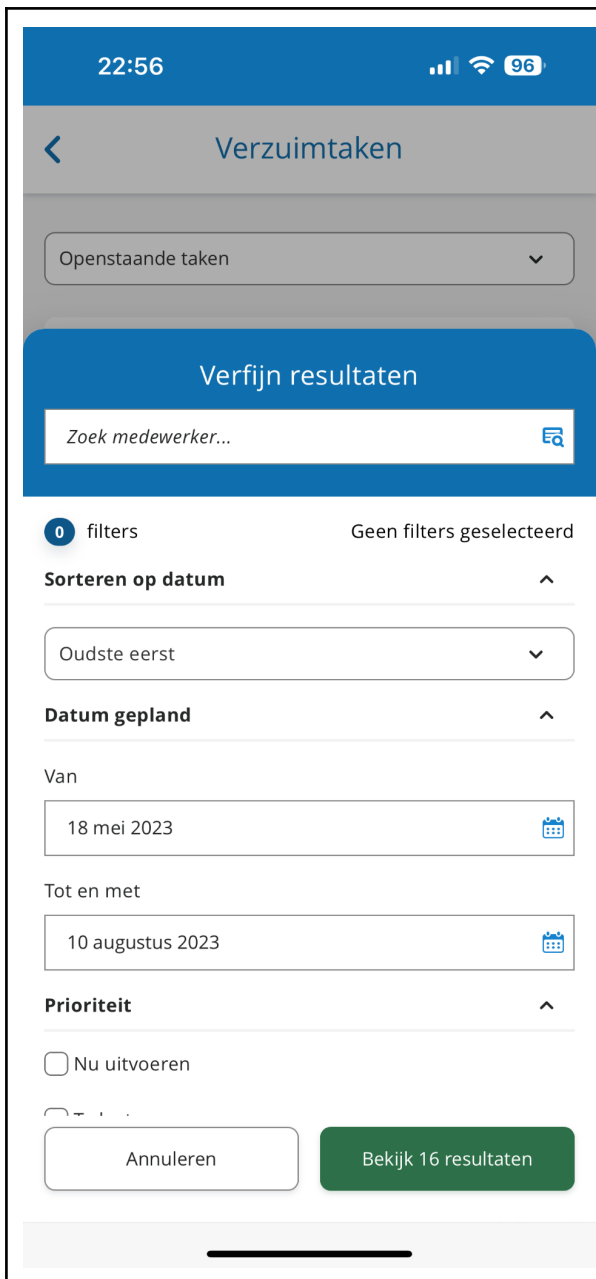 22:56
96
Verzuimtaken
Openstaande taken
Verfijn resultaten
Zoek medewerker...
0 filters Geen filters geselecteerd
Sorteren op datum
Oudste eerst
Datum gepland
Van
18 mei 2023
Tot en met
10 augustus 2023
Prioriteit
Nu uitvoeren
Annuleren Bekijk 16 resultaten